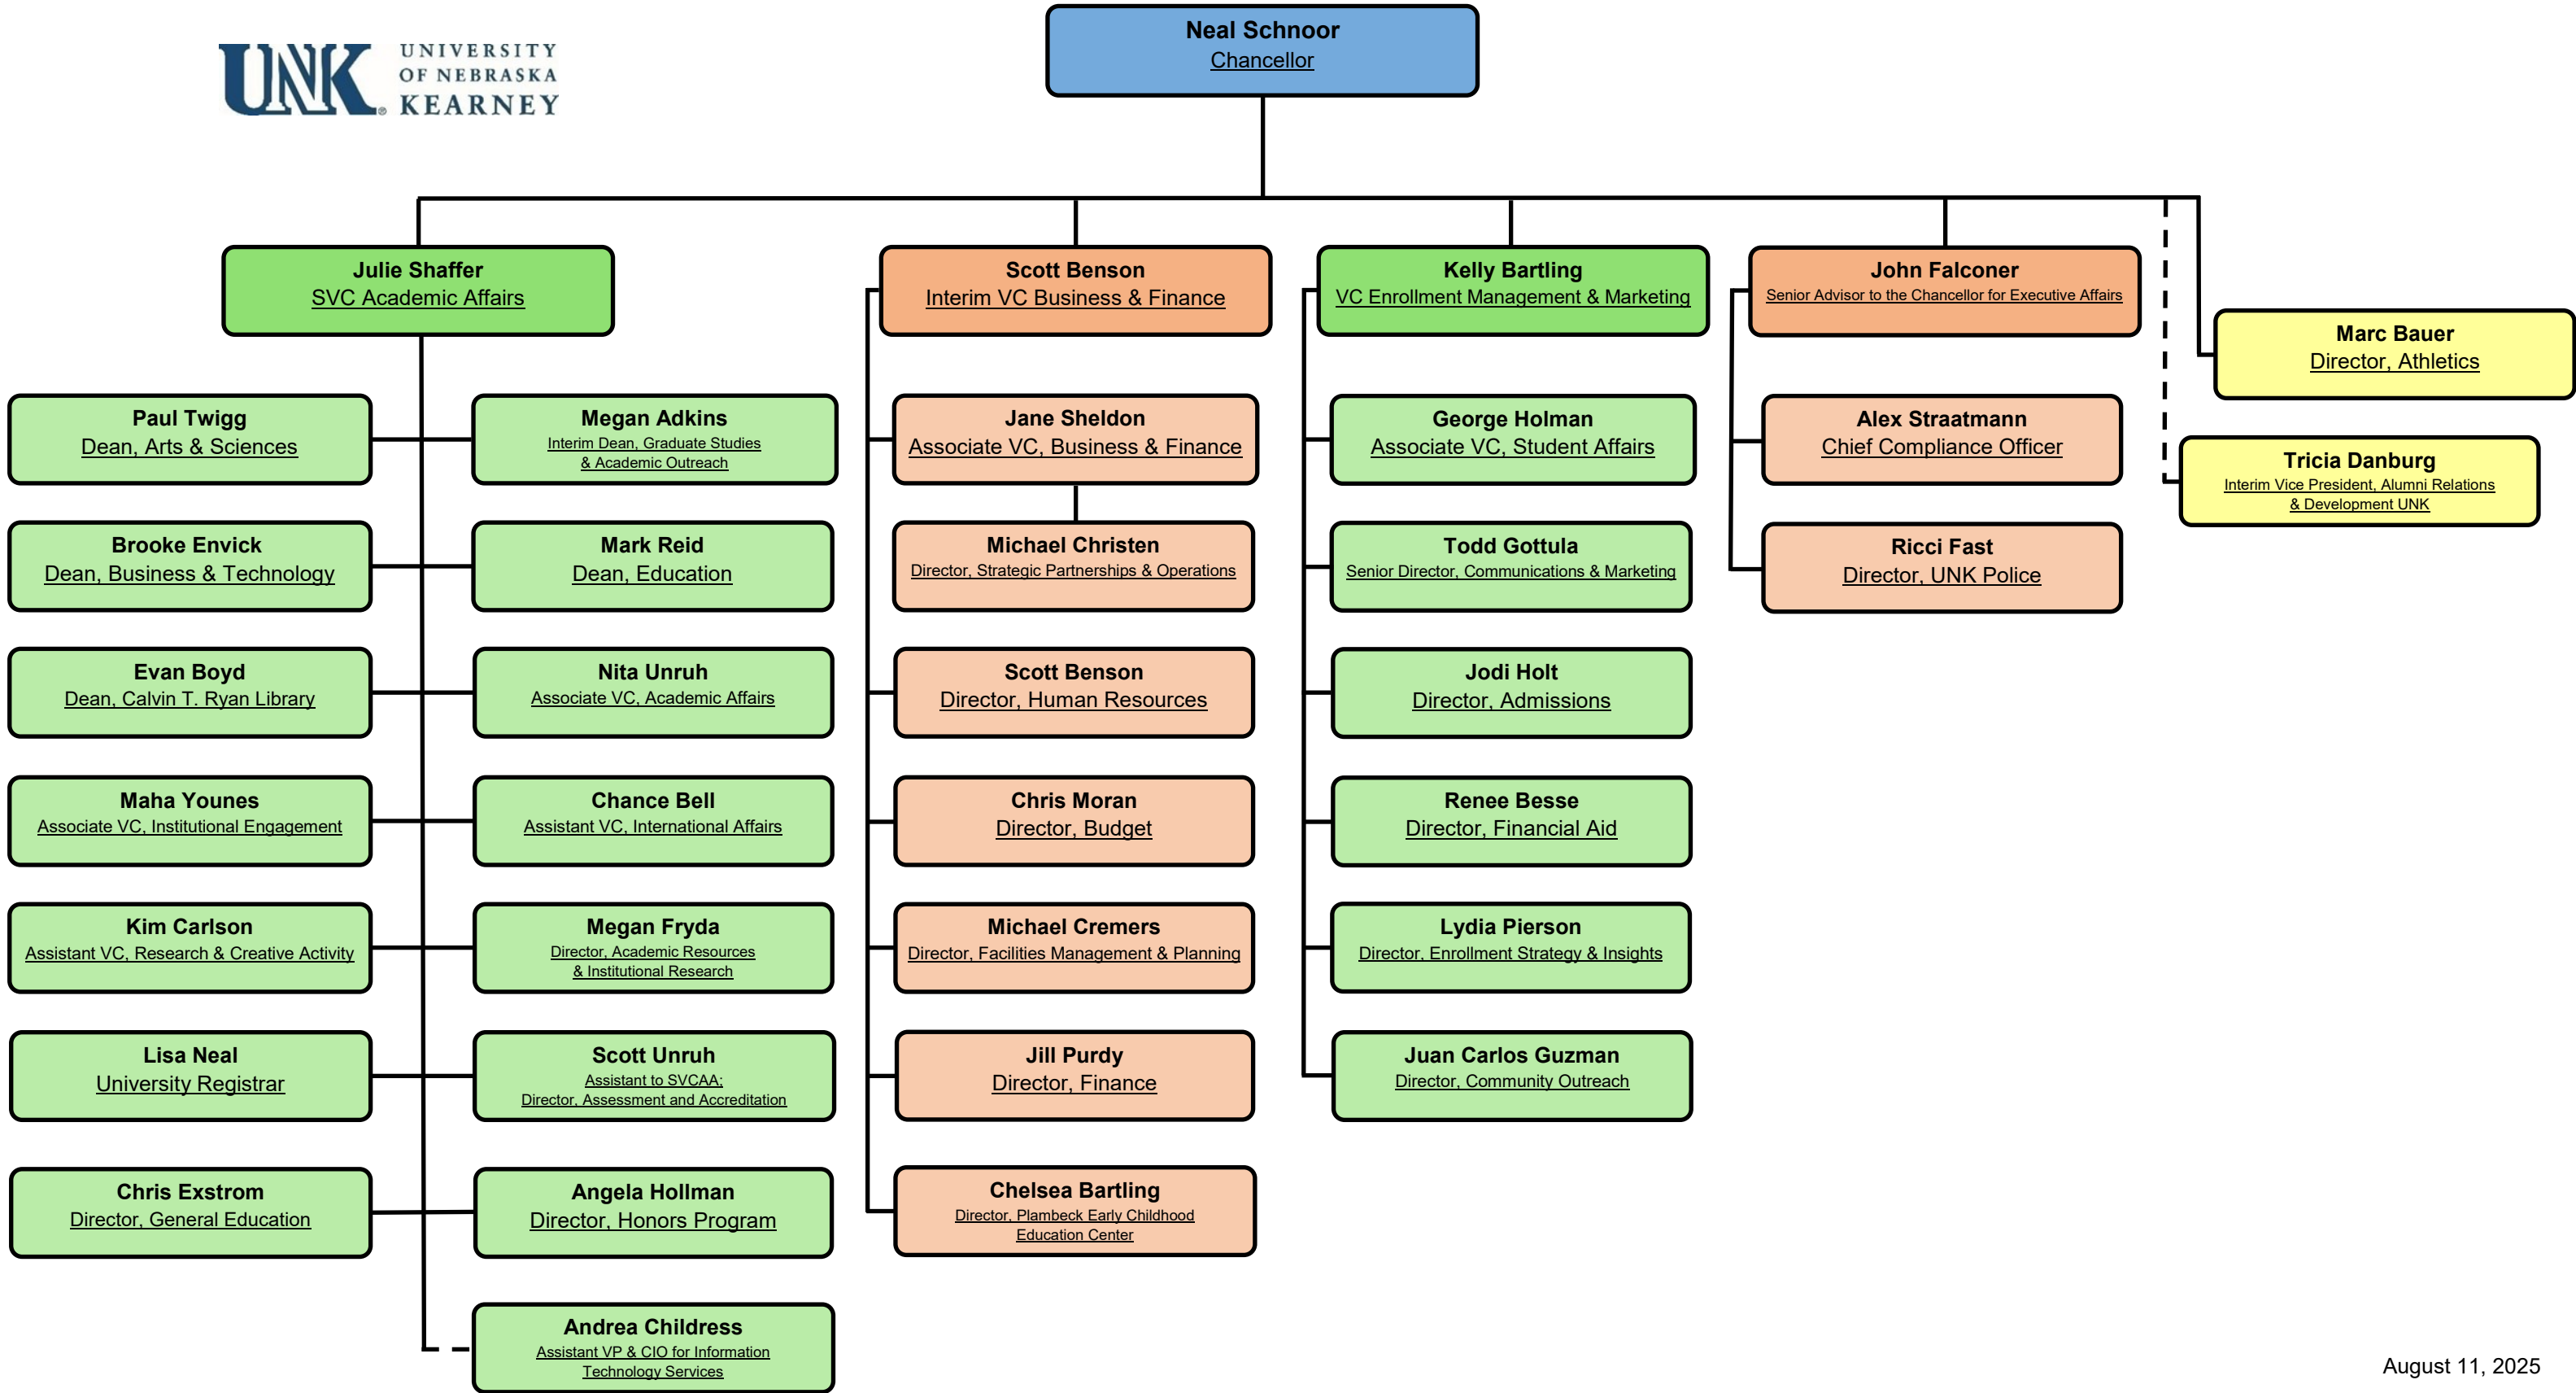 UNK® UNIVERSITY
OF NEBRASKA
KEARNEY
Neal Schnoor
Chancellor
Julie Shaffer
SVC Academic Affairs
Scott Benson
Interim VC Business & Finance
Kelly Bartling
VC Enrollment Management & Marketing
John Falconer
Senior Advisor to the Chancellor for Executive Affairs
Marc Bauer
Director, Athletics
Tricia Danburg
Interim Vice President, Alumni Relations
& Development UNK
Paul Twigg
Dean, Arts & Sciences
Megan Adkins
Interim Dean, Graduate Studies
& Academic Outreach
Brooke Envick
Dean, Business & Technology
Mark Reid
Dean, Education
Evan Boyd
Dean, Calvin T. Ryan Library
Nita Unruh
Associate VC, Academic Affairs
Maha Younes
Associate VC, Institutional Engagement
Chance Bell
Assistant VC, International Affairs
Kim Carlson
Assistant VC, Research & Creative Activity
Megan Fryda
Director, Academic Resources
& Institutional Research
Lisa Neal
University Registrar
Scott Unruh
Assistant to SVCAA;
Director, Assessment and Accreditation
Chris Exstrom
Director, General Education
Angela Hollman
Director, Honors Program
Andrea Childress
Assistant VP & CIO for Information
Technology Services
Jane Sheldon
Associate VC, Business & Finance
Michael Christen
Director, Strategic Partnerships & Operations
Scott Benson
Director, Human Resources
Chris Moran
Director, Budget
Michael Cremers
Director, Facilities Management & Planning
Jill Purdy
Director, Finance
Chelsea Bartling
Director, Plambeck Early Childhood
Education Center
George Holman
Associate VC, Student Affairs
Todd Gottula
Senior Director, Communications & Marketing
Jodi Holt
Director, Admissions
Renee Besse
Director, Financial Aid
Lydia Pierson
Director, Enrollment Strategy & Insights
Juan Carlos Guzman
Director, Community Outreach
Alex Straatmann
Chief Compliance Officer
Ricci Fast
Director, UNK Police
August 11, 2025